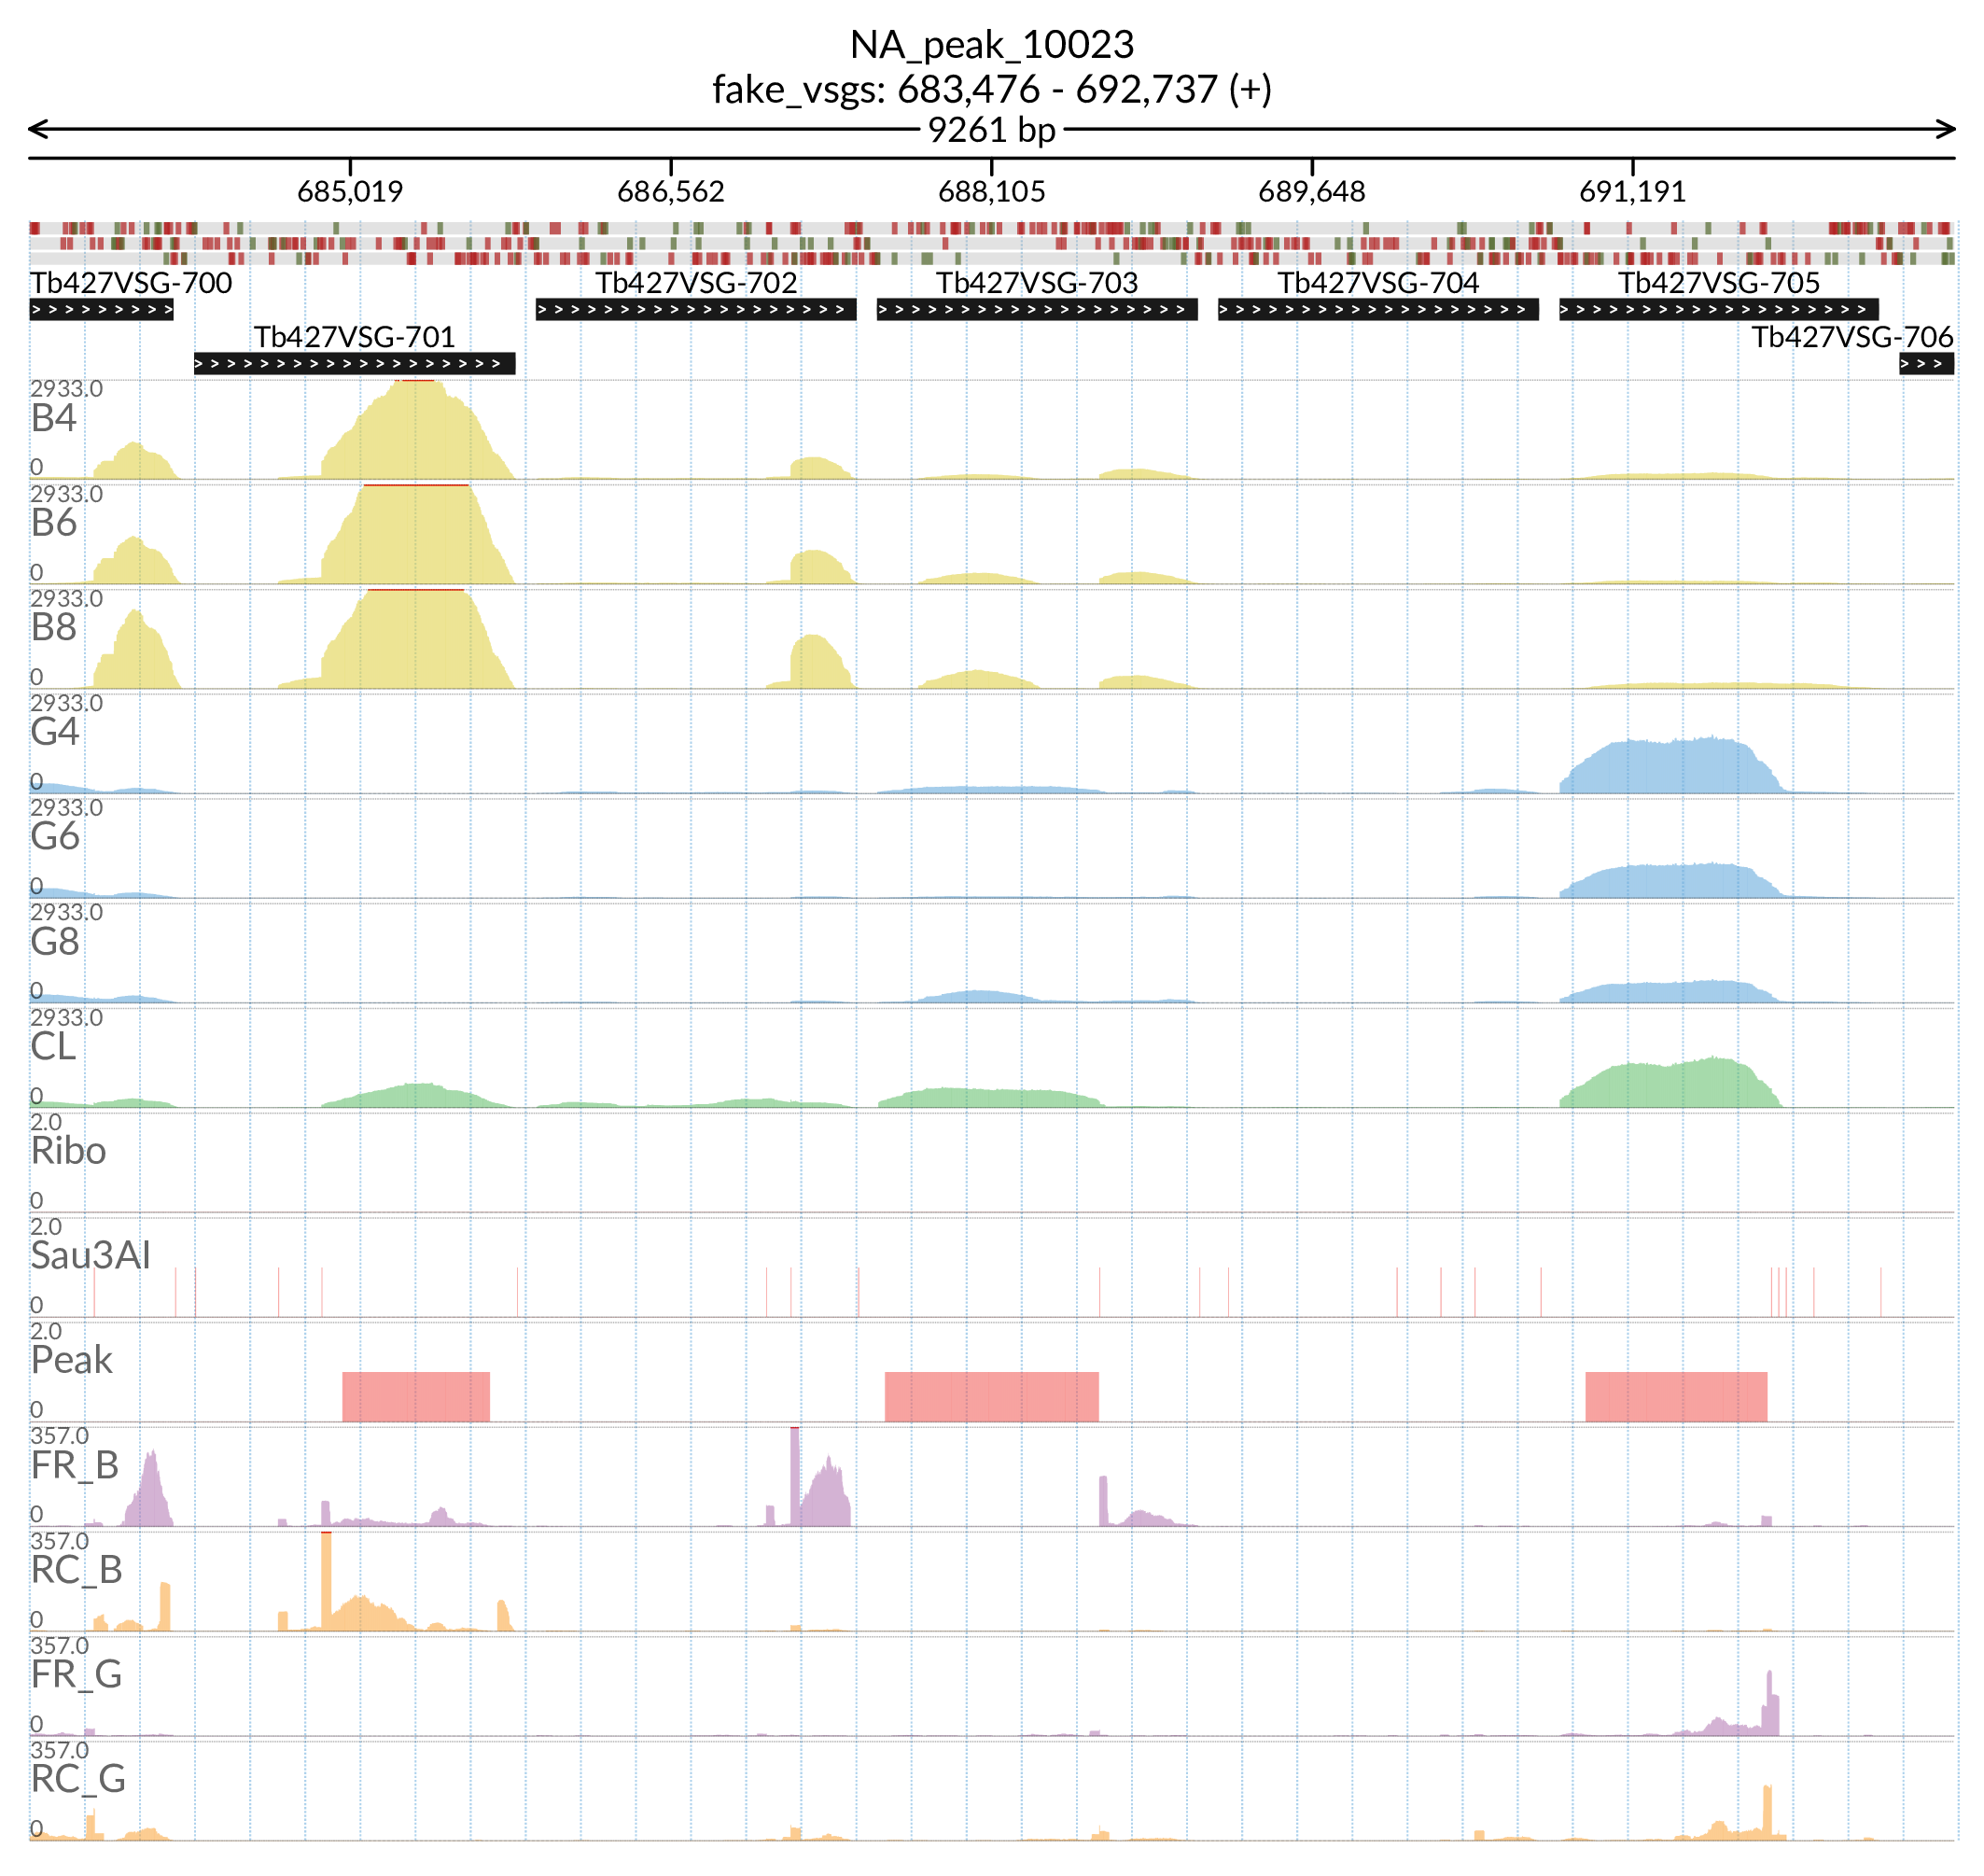 NA_peak_10023
fake_vsgs: 683,476 - 692,737 (+)
9261 bp
685,019 686,562 688,105 689,648 691,191
Tb427VSG-700 Tb427VSG-702 Tb427VSG-703 Tb427VSG-704 Tb427VSG-705
Tb427VSG-701 Tb427VSG-706
2933.0
B4
0
2933.0
B6
0
2933.0
B8
0
2933.0
G4
0
2933.0
G6
0
2933.0
G8
0
2933.0
CL
0
2.0
Ribo
0
2.0
Sau3AI
0
2.0
Peak
0
357.0
FR_B
0
357.0
RC_B
0
357.0
FR_G
0
357.0
RC_G
0